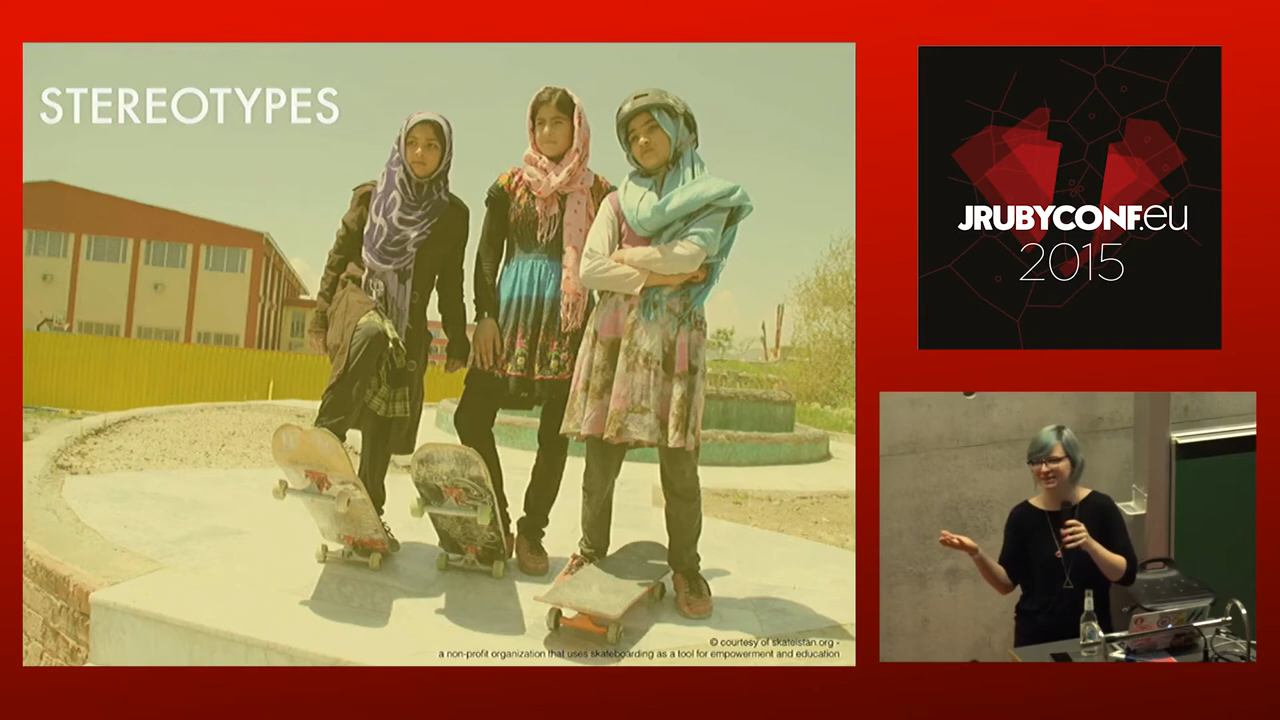 STEREOTYPES
© courtesy of skateistan.org -
a non-profit organization that uses skateboarding as a tool for empowerment and education
JRUBYCONF.eu
2015